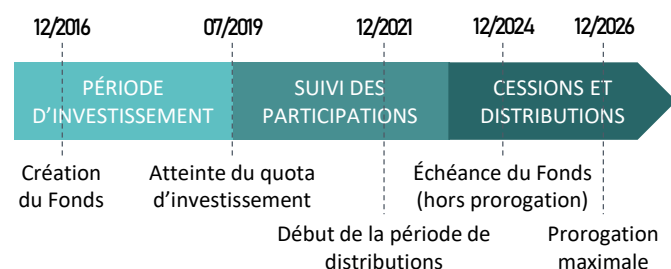 12/2016
07/2019
12/2021
12/2024
12/2026
PÉRIODE
D’INVESTISSEMENT
SUIVI DES
PARTICIPATIONS
CESSIONS ET
DISTRIBUTIONS
Création
du Fonds
Atteinte du quota
d’investissement
Échéance du Fonds
(hors prorogation)
Début de la période de
distributions
Prorogation
maximale